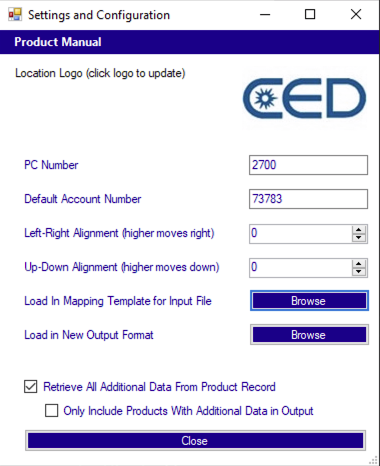 Settings and Configuration
Product Manual
Location Logo (click logo to update)
CED
PC Number 2700
Default Account Number 73783
Left-Right Alignment (higher moves right) 0
Up-Down Alignment (higher moves down) 0
Load In Mapping Template for Input File Browse
Load in New Output Format Browse
Retrieve All Additional Data From Product Record
Only Include Products With Additional Data in Output
Close